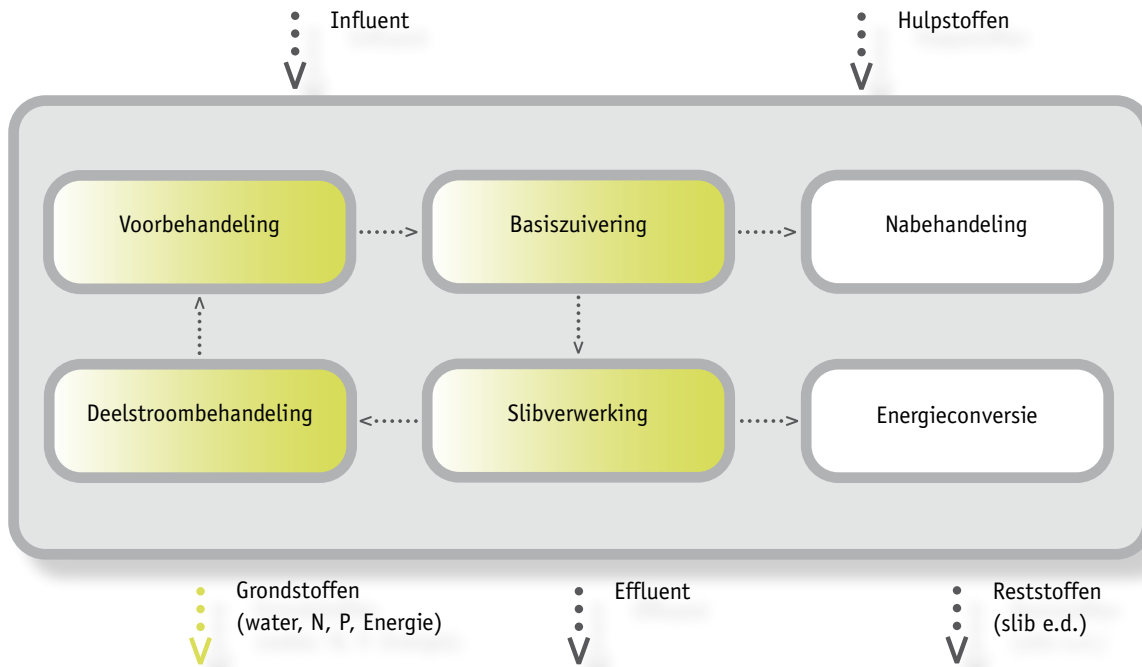 Influent
Hulpstoffen
Voorbehandeling
Basiszuivering
Nabehandeling
Deelstroombehandeling
Slibverwerking
Energieconversie
Grondstoffen
(water, N, P, Energie)
Effluent
Reststoffen
(slib e.d.)